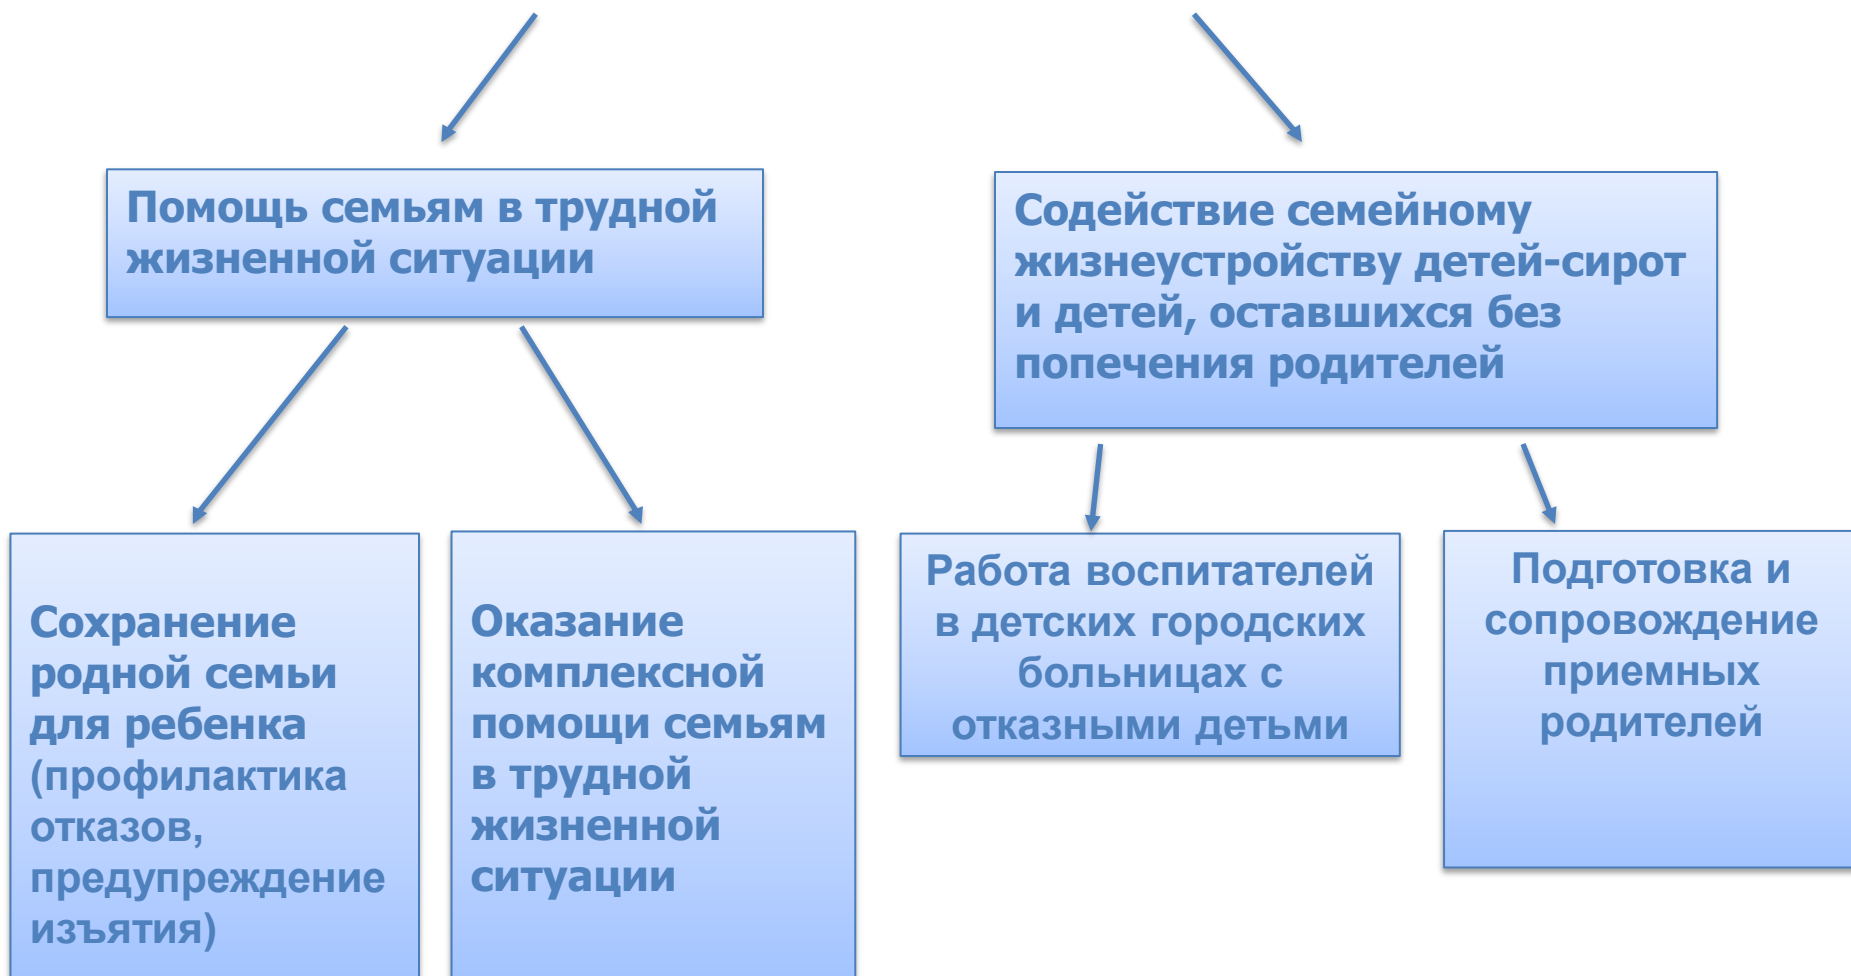 Помощь семьям в трудной
жизненной ситуации
Содействие семейному
жизнеустройству детей-сирот
и детей, оставшихся без
попечения родителей
Сохранение
родной семьи
для ребенка
(профилактика
отказов,
предупреждение
изъятия)
Оказание
комплексной
помощи семьям
в трудной
жизненной
ситуации
Работа воспитателей
в детских городских
больницах с
отказными детьми
Подготовка и
сопровождение
приемных
родителей